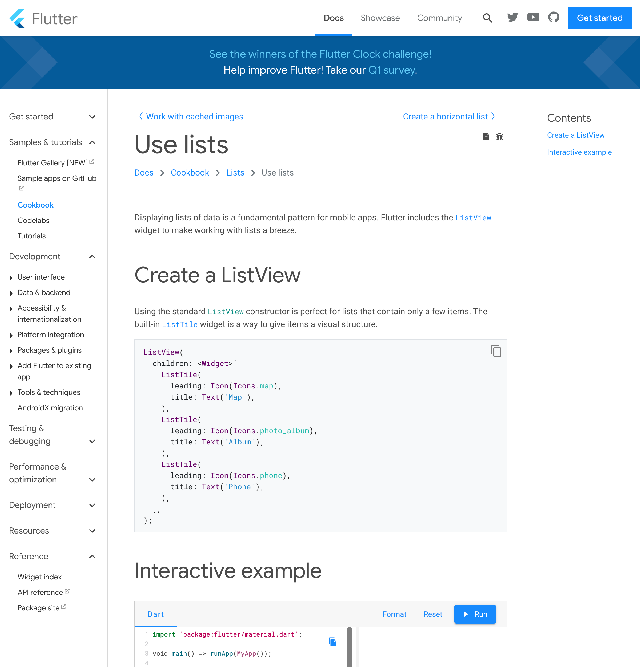 Flutter
Docs
Showcase
Community
Get started
See the winners of the Flutter Clock challenge!
Help improve Flutter! Take our Q1 survey.
Get started
Samples & tutorials
Flutter Gallery [NEW
Sample apps on GitHub
Cookbook
Codelabs
Tutorials
Development
User interface
Data & backend
Accessibility &
internationalization
Platform integration
Packages & plugins
Add Flutter to existing
app
Tools & techniques
AndroidX migration
Testing &
debugging
Performance &
optimization
Deployment
Resources
Reference
Widget index
API reference
Package site
Work with cached images
Create a horizontal list
Use lists
Docs
Cookbook
Lists
Use lists
Displaying lists of data is a fundamental pattern for mobile apps. Flutter includes the ListView
widget to make working with lists a breeze.
Create a ListView
Using the standard ListView constructor is perfect for lists that contain only a few items. The
built-in ListTile widget is a way to give items a visual structure.
ListView(
children: <Widget>[
ListTile(
leading: Icon(Icons.map),
title: Text('Map'),
),
ListTile(
leading: Icon(Icons.photo_album),
title: Text('Album'),
),
ListTile(
leading: Icon(Icons.phone),
title: Text('Phone'),
),
],
);
Interactive example
Dart
Format
Reset
Run
1 import 'package:flutter/material.dart';
2
3 void main() => runApp(MyApp());
4
Contents
Create a ListView
Interactive example